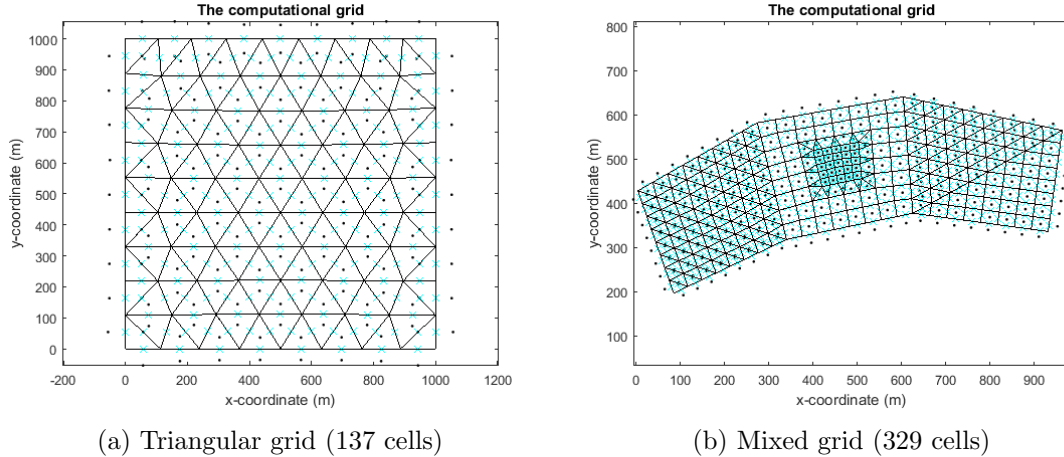 The computational grid
1000
900
800
700
600
500
400
300
200
100
0
y-coordinate (m)
-200 0 200 400 600 800 1000 1200
x-coordinate (m)
(a) Triangular grid (137 cells)
The computational grid
800
700
600
500
400
300
200
100
y-coordinate (m)
0 100 200 300 400 500 600 700 800 900
x-coordinate (m)
(b) Mixed grid (329 cells)